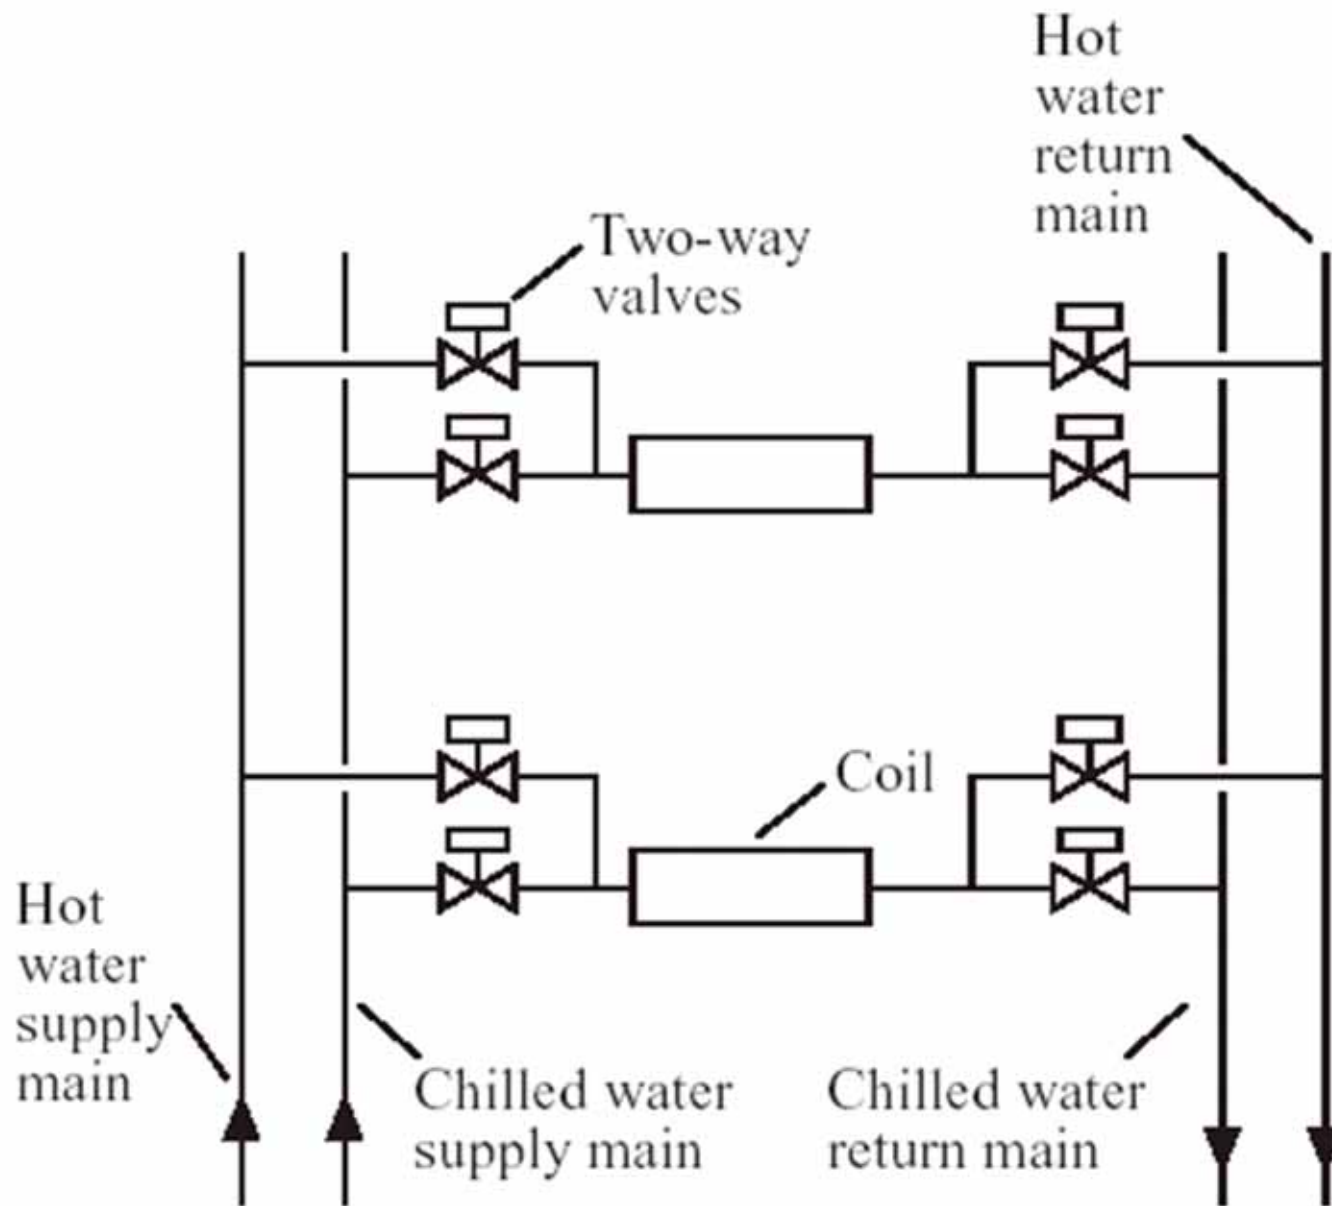 Hot
water
return
main
Two-way
valves
Coil
Hot
water
supply
main
Chilled water
supply main
Chilled water
return main